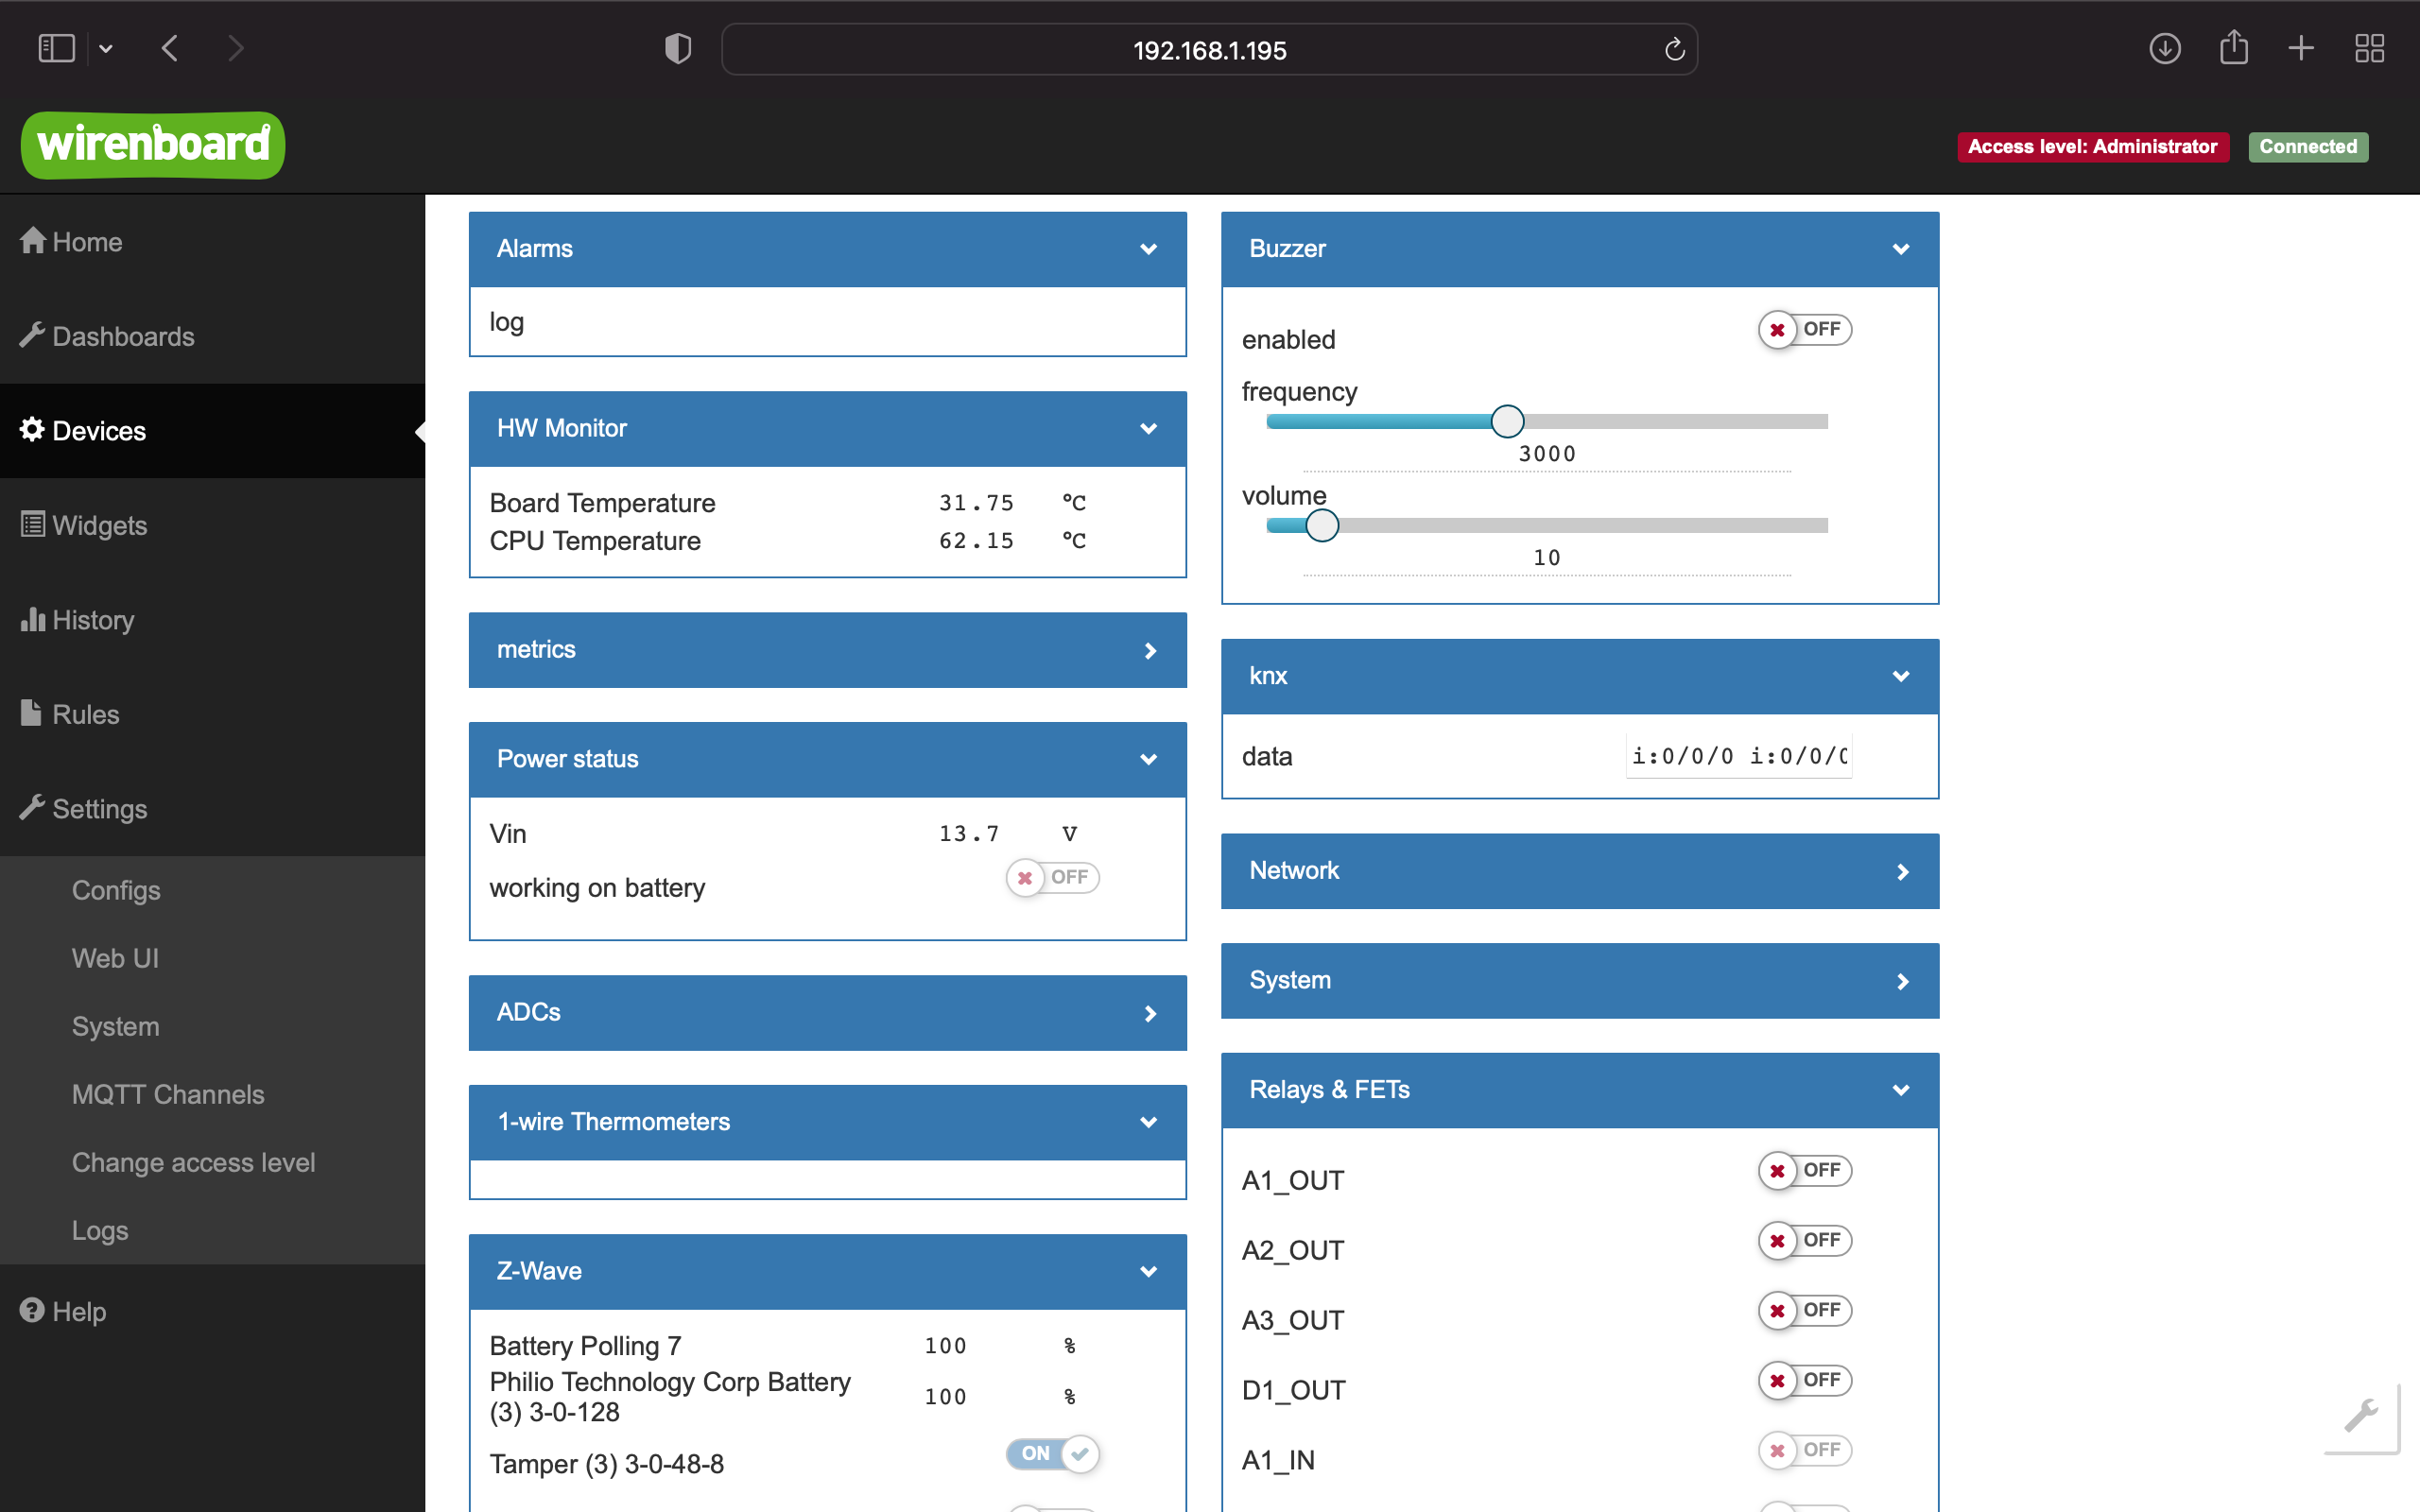 192.168.1.195
wirenboard
Access level: Administrator
Connected
Home
Dashboards
Devices
Widgets
History
Rules
Settings
Configs
Web UI
System
MQTT Channels
Change access level
Logs
Help
Alarms
log
HW Monitor
Board Temperature 31.75 °C
CPU Temperature 62.15 °C
metrics
Power status
Vin 13.7 V
working on battery OFF
ADCs
1-wire Thermometers
Z-Wave
Battery Polling 7 100 %
Philio Technology Corp Battery
(3) 3-0-128 100 %
Tamper (3) 3-0-48-8 ON
Buzzer
enabled OFF
frequency
3000
volume
10
knx
data i:0/0/0 i:0/0/0
Network
System
Relays & FETs
A1_OUT OFF
A2_OUT OFF
A3_OUT OFF
D1_OUT OFF
A1_IN OFF